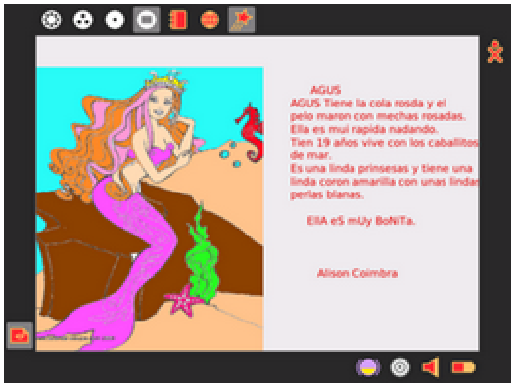 AGUS
AGUS Tiene la cola rosda y el
pelo maron con mechas rosadas.
Ella es mui rapida nadando.
Tien 19 años vive con los caballitos
de mar.
Es una linda prinsesas y tiene una
linda coron amarilla con unas lindas
perlas blanas.
EllA eS mUy BoNiTa.
Alison Coimbra